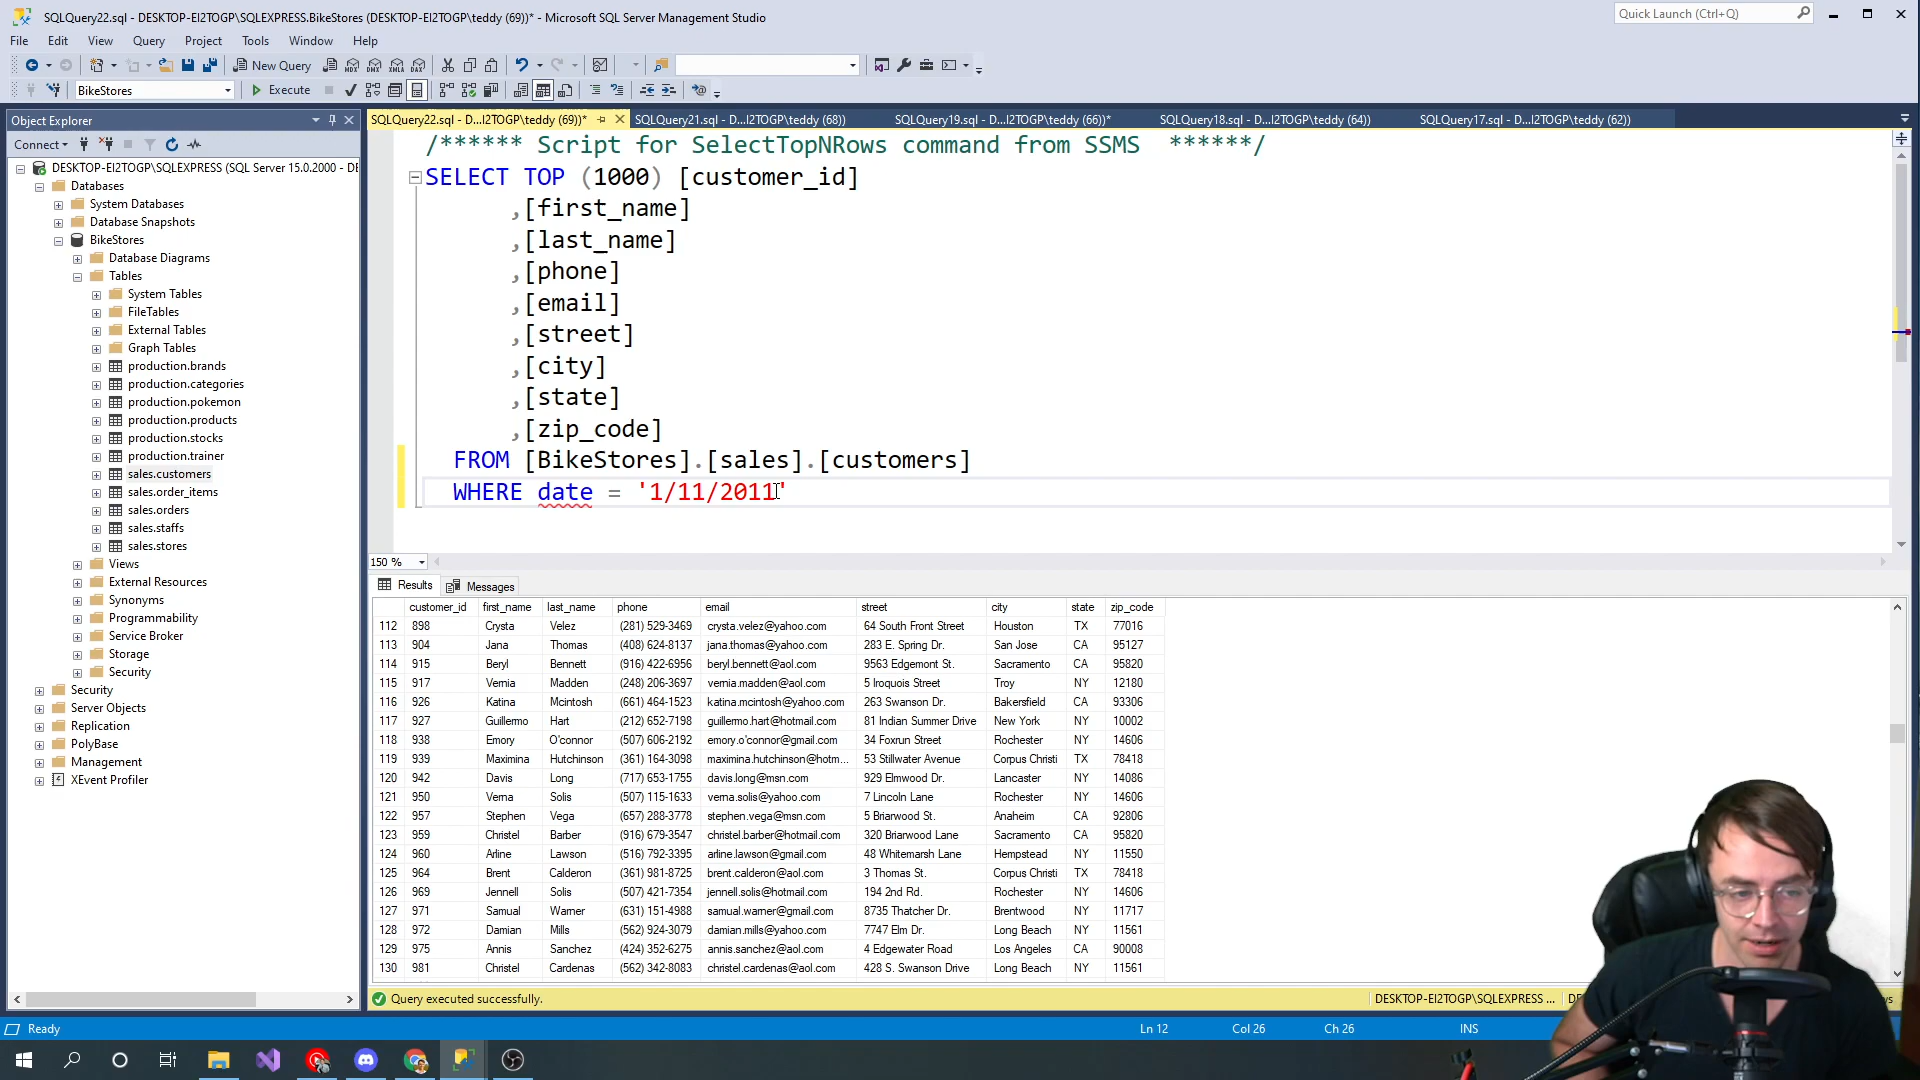 SQLQuery22.sql - DESKTOP-EI2TOGP\SQLEXPRESS.BikeStores (DESKTOP-EI2TOGP\teddy (69))* - Microsoft SQL Server Management Studio
Quick Launch (Ctrl+Q)
File Edit View Query Project Tools Window Help
New Query
MDX DMX XMLA DAX
BikeStores
Execute
Object Explorer
SQLQuery22.sql - D...I2TOGP\teddy (69))*
SQLQuery21.sql - D...I2TOGP\teddy (68))
SQLQuery19.sql - D...I2TOGP\teddy (66))*
SQLQuery18.sql - D...I2TOGP\teddy (64))
SQLQuery17.sql - D...I2TOGP\teddy (62))
Connect
DESKTOP-EI2TOGP\SQLEXPRESS (SQL Server 15.0.2000 - DE
Databases
System Databases
Database Snapshots
BikeStores
Database Diagrams
Tables
System Tables
FileTables
External Tables
Graph Tables
production.brands
production.categories
production.pokemon
production.products
production.stocks
production.trainer
sales.customers
sales.order_items
sales.orders
sales.staffs
sales.stores
Views
External Resources
Synonyms
Programmability
Service Broker
Storage
Security
Security
Server Objects
Replication
PolyBase
Management
XEvent Profiler
/****** Script for SelectTopNRows command from SSMS ******/
SELECT TOP (1000) [customer_id]
,[first_name]
,[last_name]
,[phone]
,[email]
,[street]
,[city]
,[state]
,[zip_code]
FROM [BikeStores].[sales].[customers]
WHERE date = '1/11/2011'
150 %
Results Messages
customer_id first_name last_name phone email street city state zip_code
112 898 Crysta Velez (281) 529-3469 crysta.velez@yahoo.com 64 South Front Street Houston TX 77016
113 904 Jana Thomas (408) 624-8137 jana.thomas@yahoo.com 283 E. Spring Dr. San Jose CA 95127
114 915 Beryl Bennett (916) 422-6956 beryl.bennett@aol.com 9563 Edgemont St. Sacramento CA 95820
115 917 Vernia Madden (248) 206-3697 vernia.madden@aol.com 5 Iroquois Street Troy NY 12180
116 926 Katina Mcintosh (661) 464-1523 katina.mcintosh@yahoo.com 263 Swanson Dr. Bakersfield CA 93306
117 927 Guillermo Hart (212) 652-7198 guillermo.hart@hotmail.com 81 Indian Summer Drive New York NY 10002
118 938 Emory O'connor (507) 606-2192 emory.o'connor@gmail.com 34 Foxrun Street Rochester NY 14606
119 939 Maximina Hutchinson (361) 164-3098 maximina.hutchinson@hotm... 53 Stillwater Avenue Corpus Christi TX 78418
120 942 Davis Long (717) 653-1755 davis.long@msn.com 929 Elmwood Dr. Lancaster NY 14086
121 950 Verna Solis (507) 115-1633 verna.solis@yahoo.com 7 Lincoln Lane Rochester NY 14606
122 957 Stephen Vega (657) 288-3778 stephen.vega@msn.com 5 Briarwood St. Anaheim CA 92806
123 959 Christel Barber (916) 679-3547 christel.barber@hotmail.com 320 Briarwood Lane Sacramento CA 95820
124 960 Arline Lawson (516) 792-3395 arline.lawson@gmail.com 48 Whitemarsh Lane Hempstead NY 11550
125 964 Brent Calderon (361) 981-8725 brent.calderon@aol.com 3 Thomas St. Corpus Christi TX 78418
126 969 Jennell Solis (507) 421-7354 jennell.solis@hotmail.com 194 2nd Rd. Rochester NY 14606
127 971 Samual Warner (631) 151-4988 samual.warner@gmail.com 8735 Thatcher Dr. Brentwood NY 11717
128 972 Damian Mills (562) 924-3079 damian.mills@yahoo.com 7747 Elm Dr. Long Beach NY 11561
129 975 Annis Sanchez (424) 352-6275 annis.sanchez@aol.com 4 Edgewater Road Los Angeles CA 90008
130 981 Christel Cardenas (562) 342-8083 christel.cardenas@aol.com 428 S. Swanson Drive Long Beach NY 11561
Query executed successfully.
DESKTOP-EI2TOGP\SQLEXPRESS ...
Ready
Ln 12 Col 26 Ch 26 INS